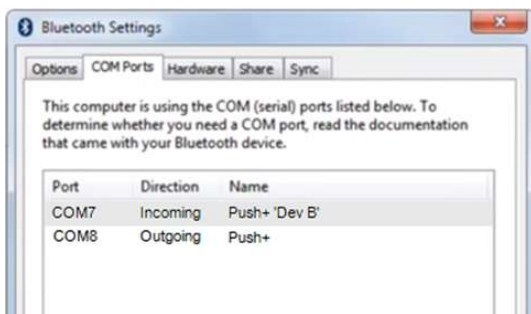 Bluetooth Settings
Options COM Ports Hardware Share Sync
This computer is using the COM (serial) ports listed below. To
determine whether you need a COM port, read the documentation
that came with your Bluetooth device.
Port Direction Name
COM7 Incoming Push+ 'Dev B'
COM8 Outgoing Push+